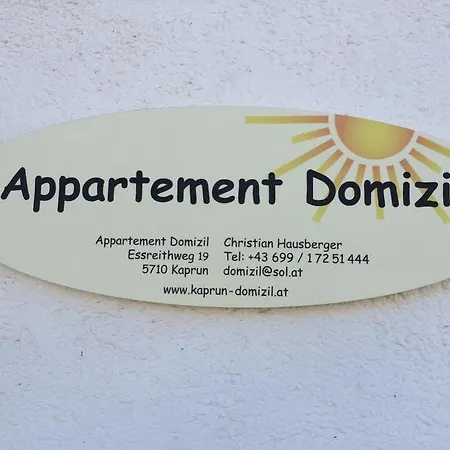 Appartement Domizi
Appartement Domizil Christian Hausberger
Essreithweg 19 Tel: +43 699 / 172 51 444
5710 Kaprun domizil@sol.at
www.kaprun-domizil.at